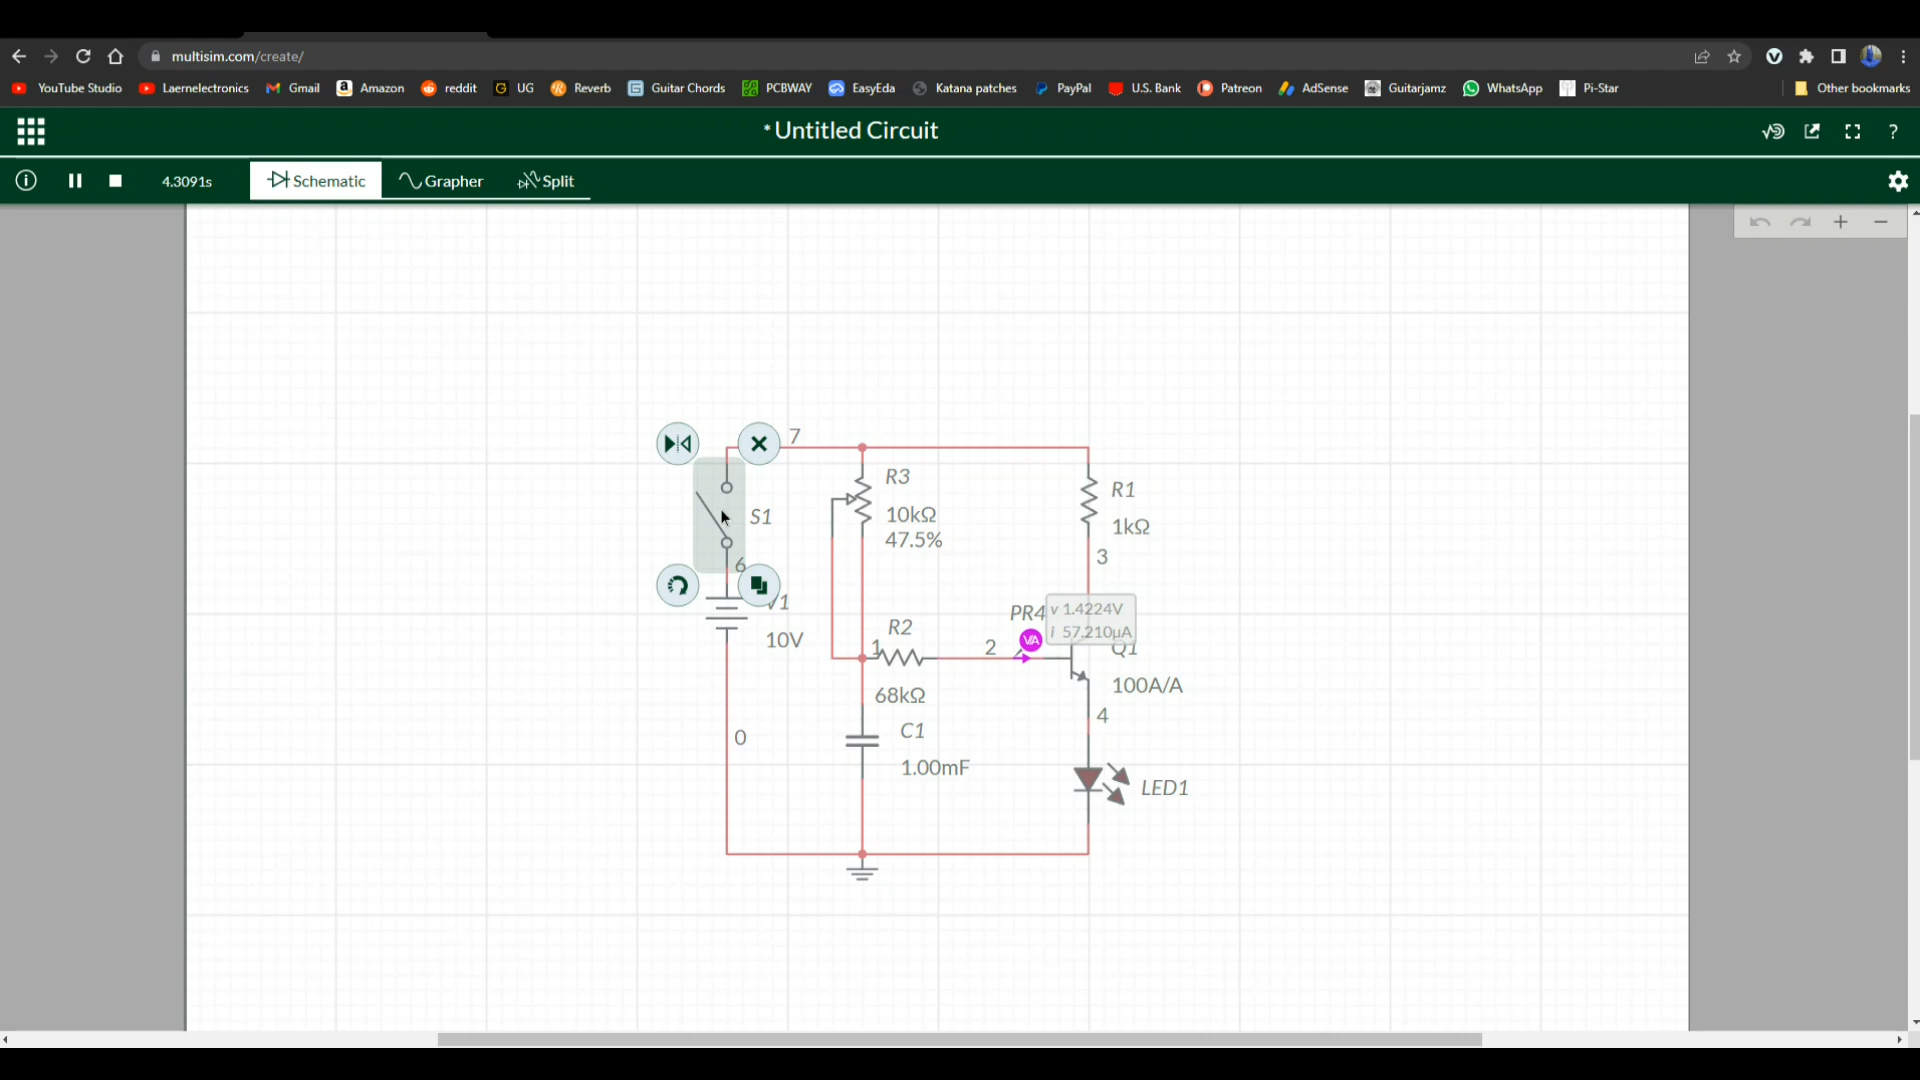 multisim.com/create/
YouTube Studio Laernelectronics Gmail Amazon reddit UG Reverb Guitar Chords PCBWAY EasyEda Katana patches PayPal U.S. Bank Patreon AdSense Guitarjamz WhatsApp Pi-Star Other bookmarks
*Untitled Circuit ?
4.3091s Schematic Grapher Split
7
R3
10kΩ
47.5%
R1
1kΩ
3
S1
6
V1
10V
0
PR4
v 1.4224V
i 57.210µA
VA
R2
1
2
68kΩ
Q1
100A/A
4
C1
1.00mF
LED1